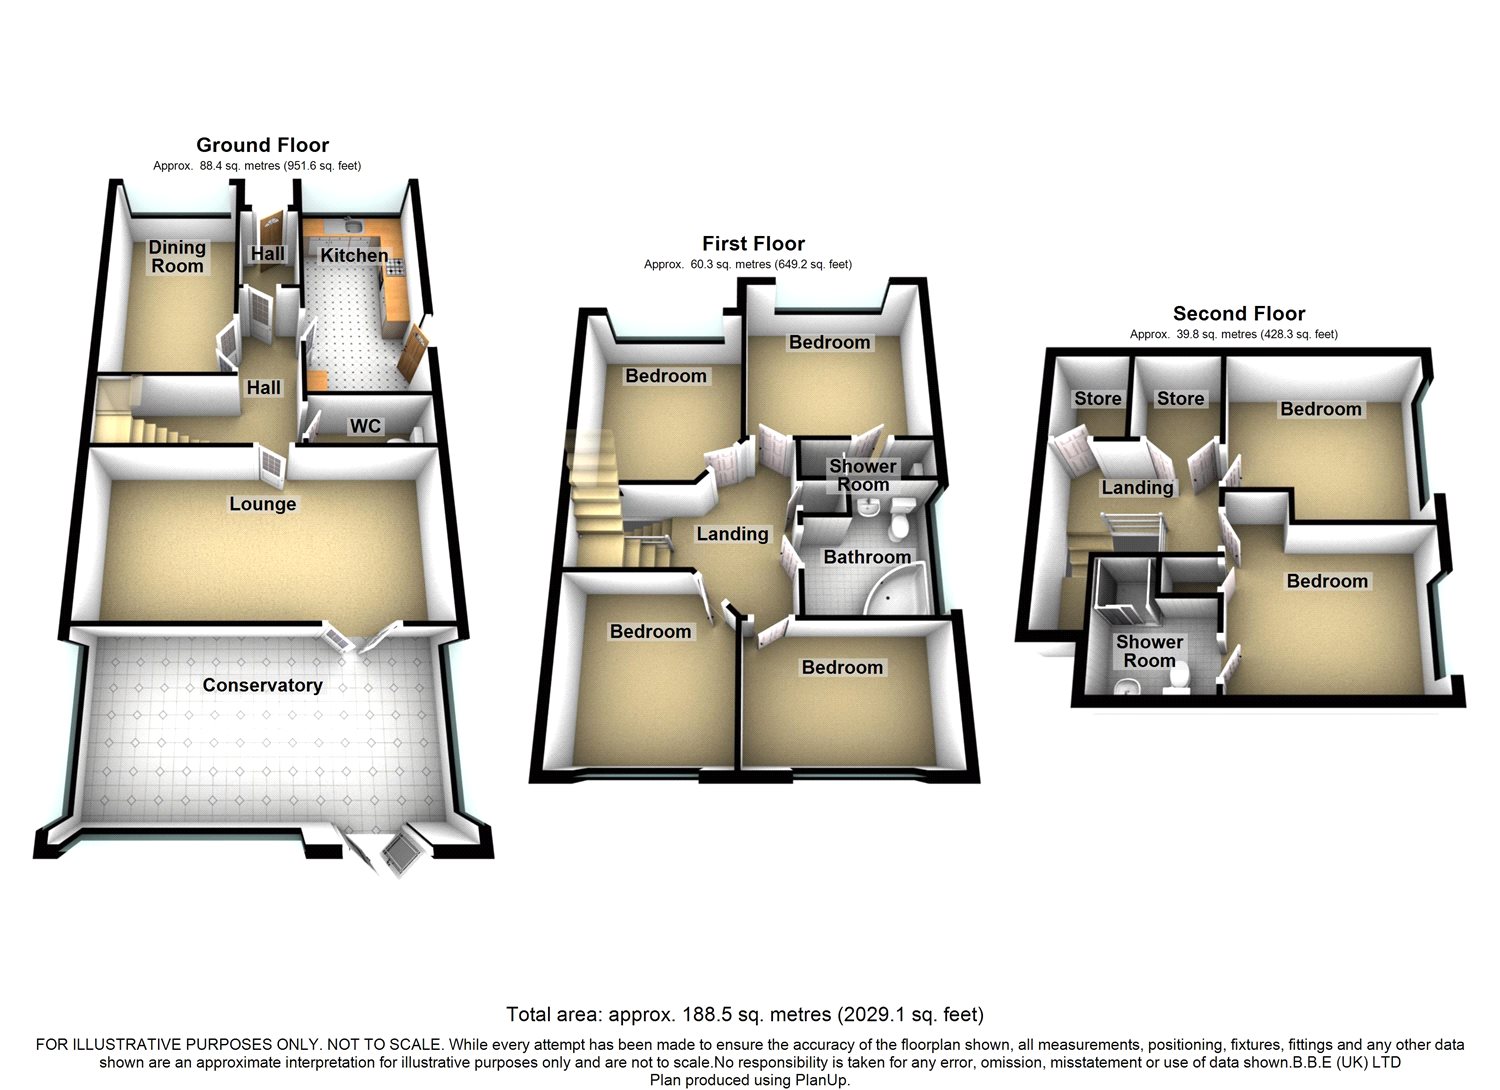 Ground Floor
Approx. 88.4 sq. metres (951.6 sq. feet)
Dining
Room
Hall
Kitchen
Hall
WC
Lounge
Conservatory
First Floor
Approx. 60.3 sq. metres (649.2 sq. feet)
Bedroom
Bedroom
Shower
Room
Landing
Bathroom
Bedroom
Bedroom
Second Floor
Approx. 39.8 sq. metres (428.3 sq. feet)
Store
Store
Bedroom
Landing
Bedroom
Shower
Room
Total area: approx. 188.5 sq. metres (2029.1 sq. feet)
FOR ILLUSTRATIVE PURPOSES ONLY. NOT TO SCALE. While every attempt has been made to ensure the accuracy of the floorplan shown, all measurements, positioning, fixtures, fittings and any other data
shown are an approximate interpretation for illustrative purposes only and are not to scale.No responsibility is taken for any error, omission, misstatement or use of data shown.B.B.E (UK) LTD
Plan produced using PlanUp.